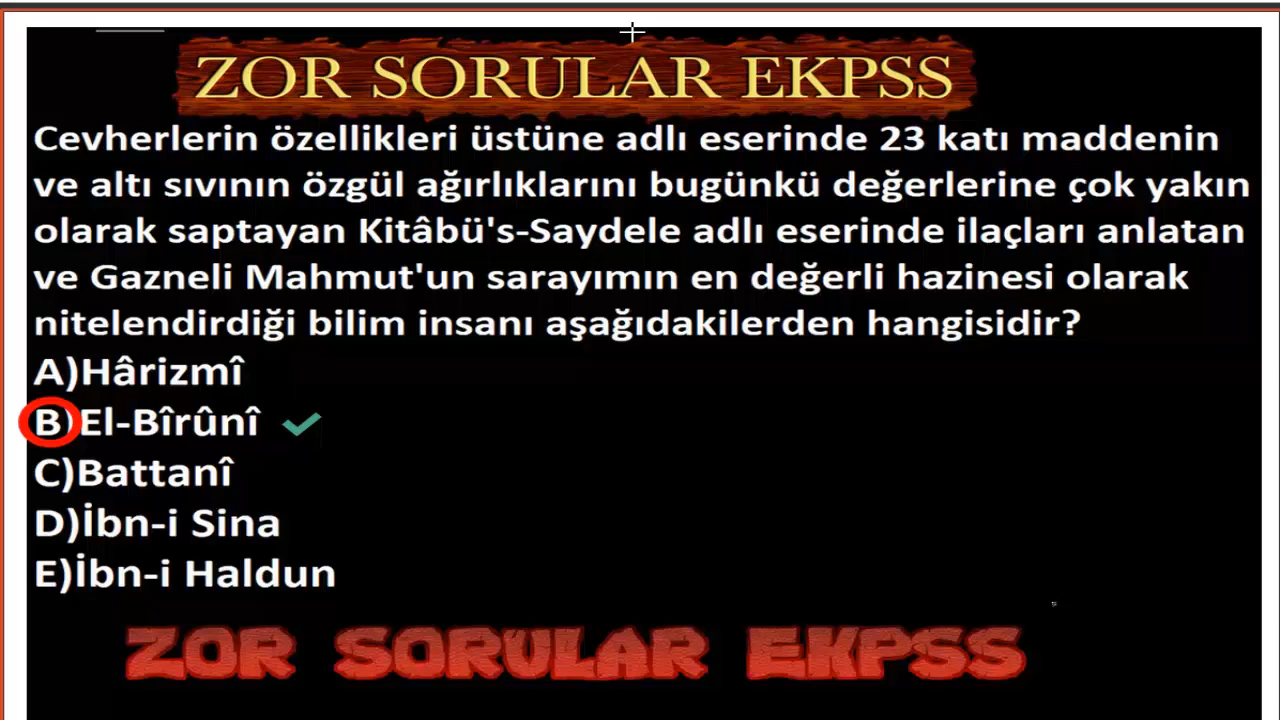 ZOR SORULAR EKPSS
Cevherlerin özellikleri üstüne adlı eserinde 23 katı maddenin
ve altı sıvının özgül ağırlıklarını bugünkü değerlerine çok yakın
olarak saptayan Kitâbü's-Saydele adlı eserinde ilaçları anlatan
ve Gazneli Mahmut'un sarayımın en değerli hazinesi olarak
nitelendirdiği bilim insanı aşağıdakilerden hangisidir?
A)Hârizmî
B)El-Bîrûnî
C)Battanî
D)İbn-i Sina
E)İbn-i Haldun
ZOR SORULAR EKPSS